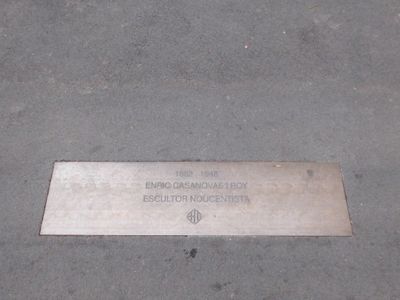 1882 - 1948
ENRIC CASANOVAS I ROY
ESCULTOR NOUCENTISTA